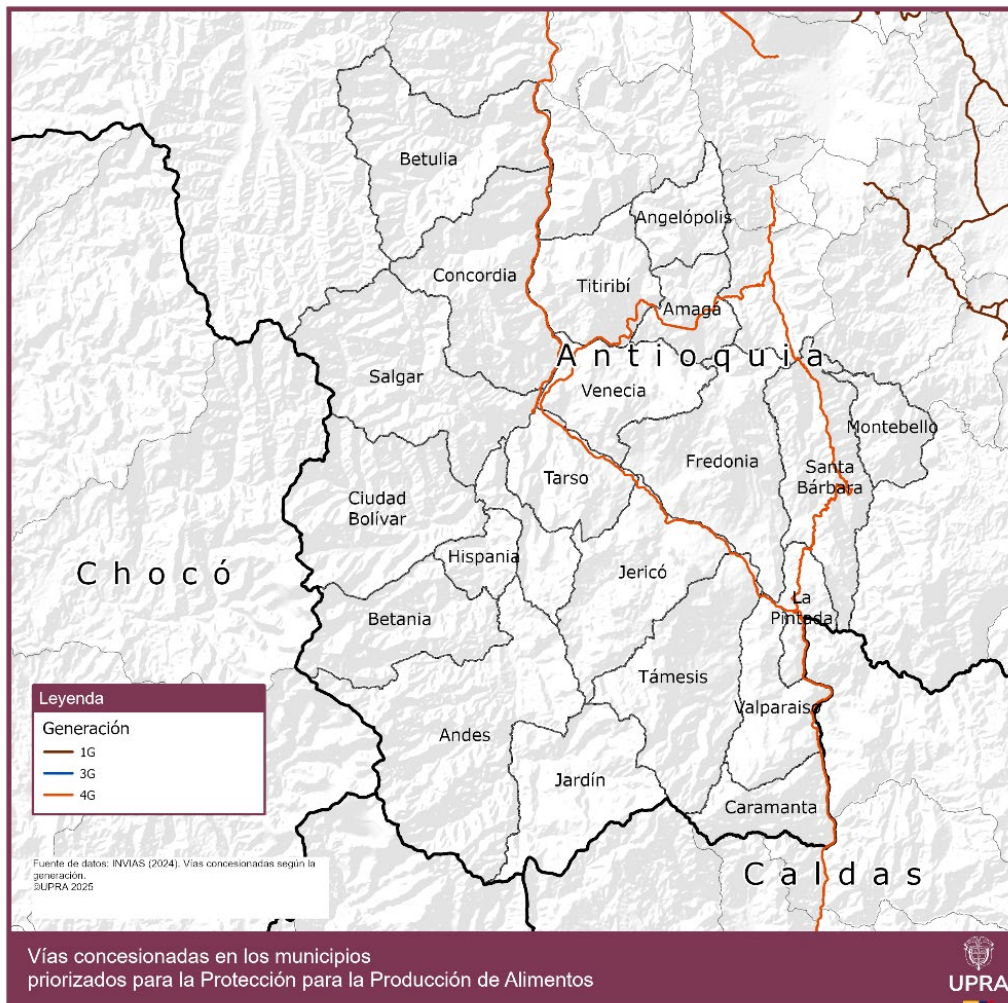 Betulia
Angelópolis
Concordia
Titiribí
Amagá
Antioquia
Salgar
Venecia
Montebello
Fredonia
Santa
Bárbara
Tarso
Ciudad
Bolívar
Hispania
Jericó
Chocó
La
Pintada
Betania
Támesis
Valparaiso
Andes
Jardín
Caramanta
Caldas
Leyenda
Generación
1G
3G
4G
Fuente de datos: INVIAS (2024). Vías concesionadas según la
generación.
©UPRA 2025
Vías concesionadas en los municipios
priorizados para la Protección para la Producción de Alimentos
UPRA